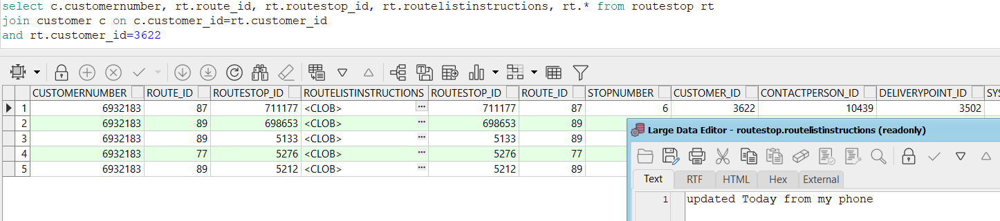 select c.customernumber, rt.route_id, rt.routestop_id, rt.routelistinstructions, rt.* from routestop rt
join customer c on c.customer_id=rt.customer_id
and rt.customer_id=3622
CUSTOMERNUMBER ROUTE_ID ROUTESTOP_ID ROUTELISTINSTRUCTIONS ROUTESTOP_ID ROUTE_ID STOPNUMBER CUSTOMER_ID CONTACTPERSON_ID DELIVERYPOINT_ID SYS
1 6932183 87 711177 <CLOB> ... 711177 87 6 3622 10439 3502
2 6932183 89 698653 <CLOB> ... 698653 89
3 6932183 89 5133 <CLOB> ... 5133 89
4 6932183 77 5276 <CLOB> ... 5276 77
5 6932183 89 5212 <CLOB> ... 5212 89
Large Data Editor - routestop.routelistinstructions (readonly)
Text RTF HTML Hex External
1 updated Today from my phone